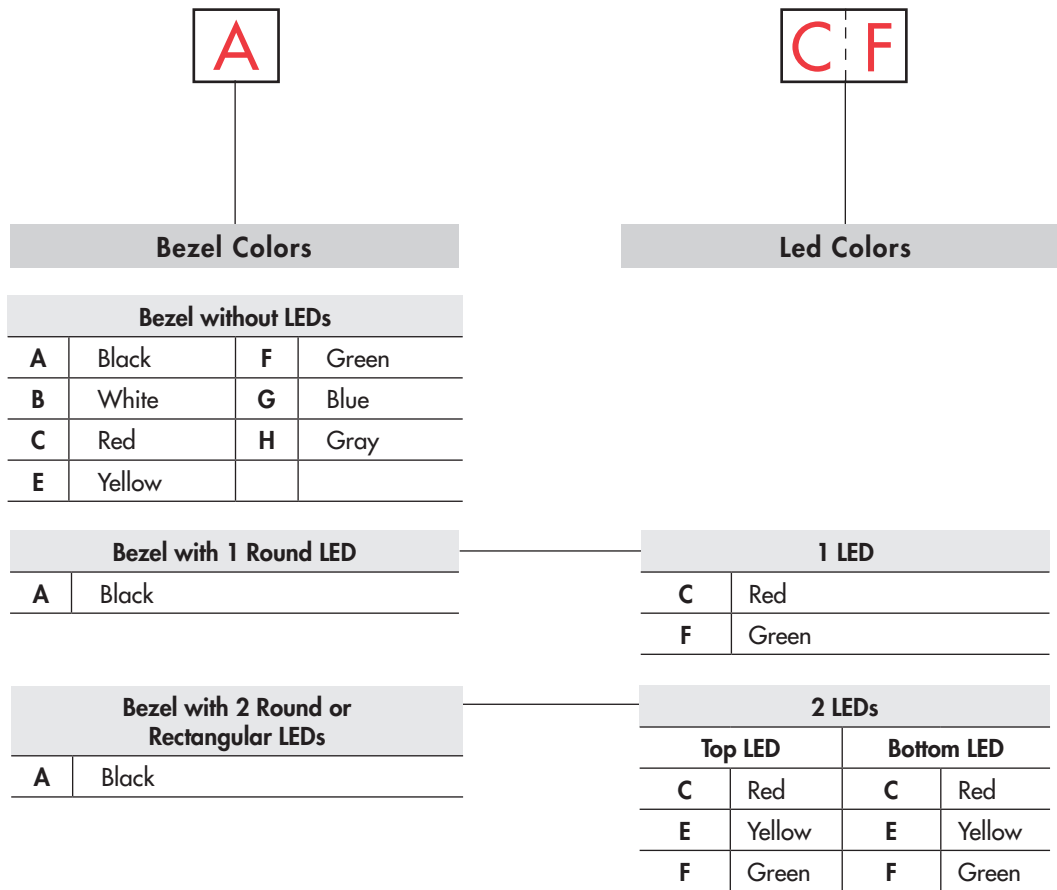 A
C F
Bezel Colors
Led Colors
Bezel without LEDs
A Black F Green
B White G Blue
C Red H Gray
E Yellow
Bezel with 1 Round LED
A Black
1 LED
C Red
F Green
Bezel with 2 Round or
Rectangular LEDs
A Black
2 LEDs
Top LED Bottom LED
C Red C Red
E Yellow E Yellow
F Green F Green